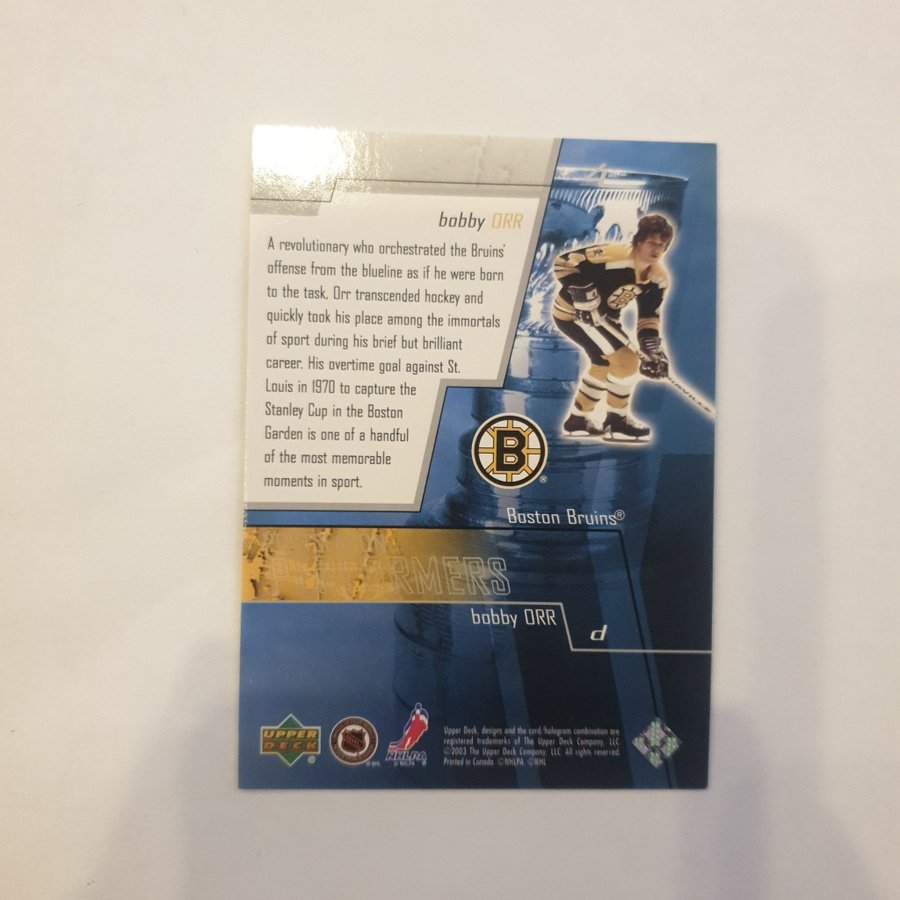 bobby ORR
A revolutionary who orchestrated the Bruins'
offense from the blueline as if he were born
to the task, Orr transcended hockey and
quickly took his place among the immortals
of sport during his brief but brilliant
career. His overtime goal against St.
Louis in 1970 to capture the
Stanley Cup in the Boston
Garden is one of a handful
of the most memorable
moments in sport.
B
®
Boston Bruins®
PERFORMERS
bobby ORR
d
UPPER
DECK
®
NHLPA
Upper Deck, designs and the card/hologram combination are
registered trademarks of The Upper Deck Company, LLC.
©2003 The Upper Deck Company, LLC. All rights reserved.
Printed in Canada ©NHLPA ©NHL